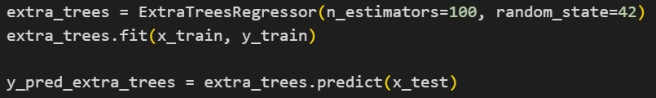 extra_trees = ExtraTreesRegressor(n_estimators=100, random_state=42)
extra_trees.fit(x_train, y_train)
y_pred_extra_trees = extra_trees.predict(x_test)